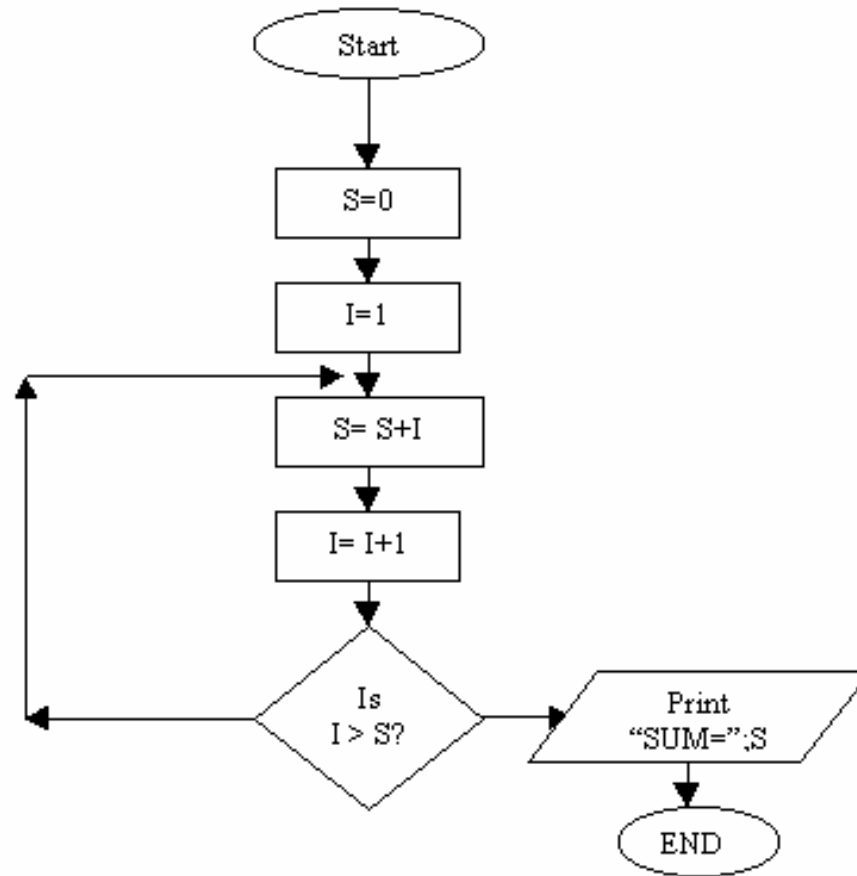 Start
S=0
I=1
S= S+I
I= I+1
Is
I > S?
Print
“SUM=”;S
END